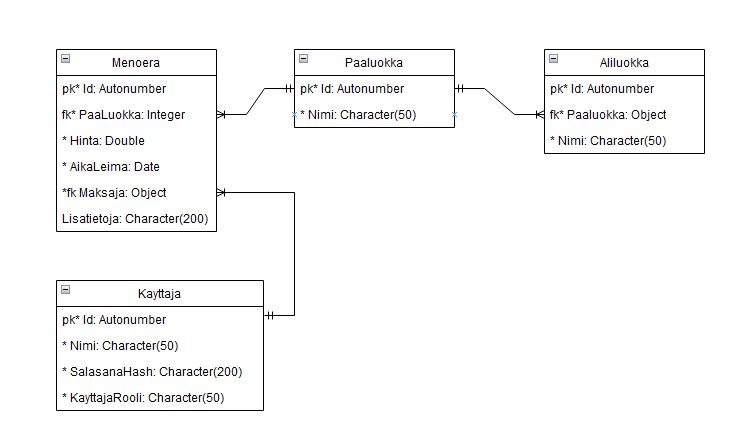 Menoera
pk* Id: Autonumber
fk* PaaLuokka: Integer
* Hinta: Double
* AikaLeima: Date
*fk Maksaja: Object
Lisatietoja: Character(200)
Paaluokka
pk* Id: Autonumber
* Nimi: Character(50)
Aliluokka
pk* Id: Autonumber
fk* Paaluokka: Object
* Nimi: Character(50)
Kayttaja
pk* Id: Autonumber
* Nimi: Character(50)
* SalasanaHash: Character(200)
* KayttajaRooli: Character(50)